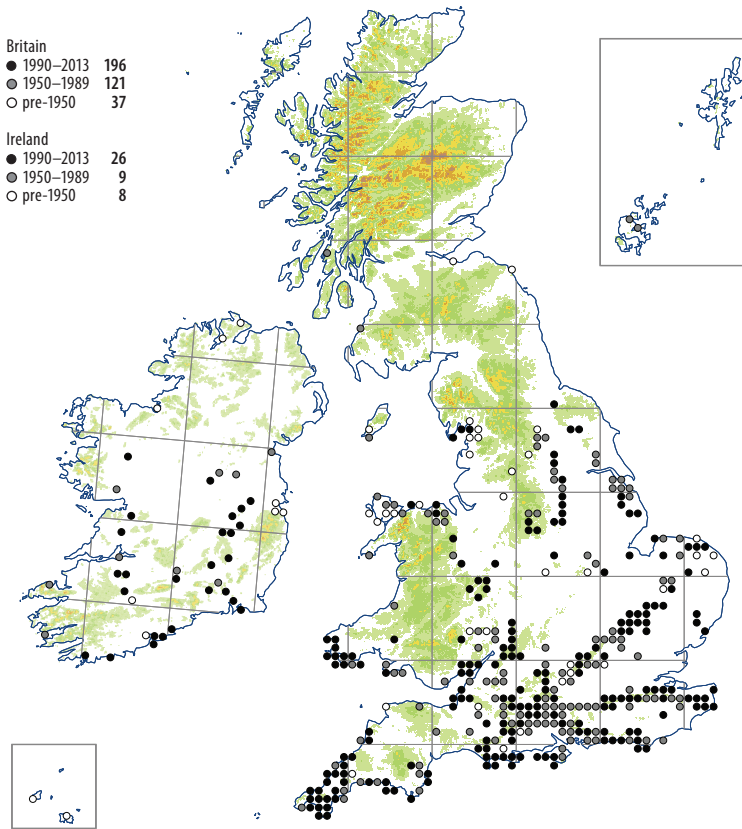 Britain
1990–2013 196
1950–1989 121
pre-1950 37
Ireland
1990–2013 26
1950–1989 9
pre-1950 8